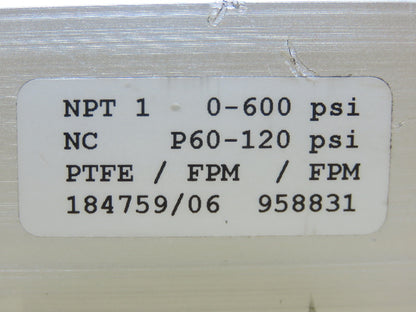 NPT 1 0-600 psi
NC P60-120 psi
PTFE / FPM / FPM
184759/06 958831